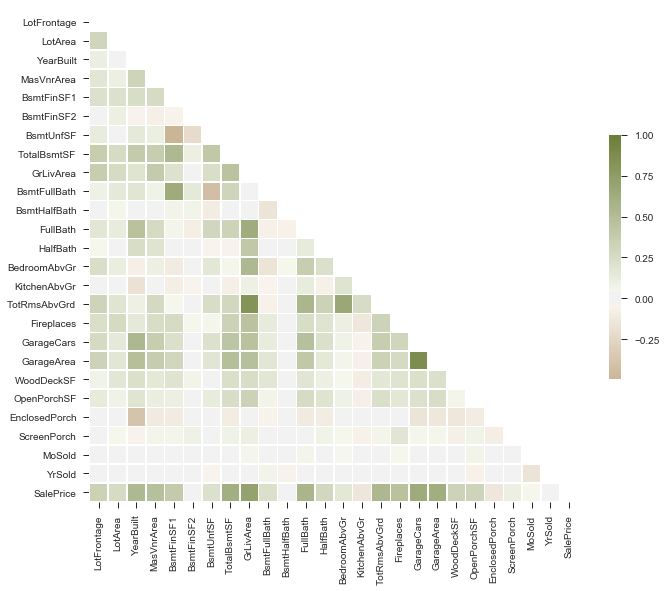 LotFrontage
LotArea
YearBuilt
MasVnrArea
BsmtFinSF1
BsmtFinSF2
BsmtUnfSF
TotalBsmtSF
GrLivArea
BsmtFullBath
BsmtHalfBath
FullBath
HalfBath
BedroomAbvGr
KitchenAbvGr
TotRmsAbvGrd
Fireplaces
GarageCars
GarageArea
WoodDeckSF
OpenPorchSF
EnclosedPorch
ScreenPorch
MoSold
YrSold
SalePrice
LotFrontage
LotArea
YearBuilt
MasVnrArea
BsmtFinSF1
BsmtFinSF2
BsmtUnfSF
TotalBsmtSF
GrLivArea
BsmtFullBath
BsmtHalfBath
FullBath
HalfBath
BedroomAbvGr
KitchenAbvGr
TotRmsAbvGrd
Fireplaces
GarageCars
GarageArea
WoodDeckSF
OpenPorchSF
EnclosedPorch
ScreenPorch
MoSold
YrSold
SalePrice
1.00
0.75
0.50
0.25
0.00
−0.25